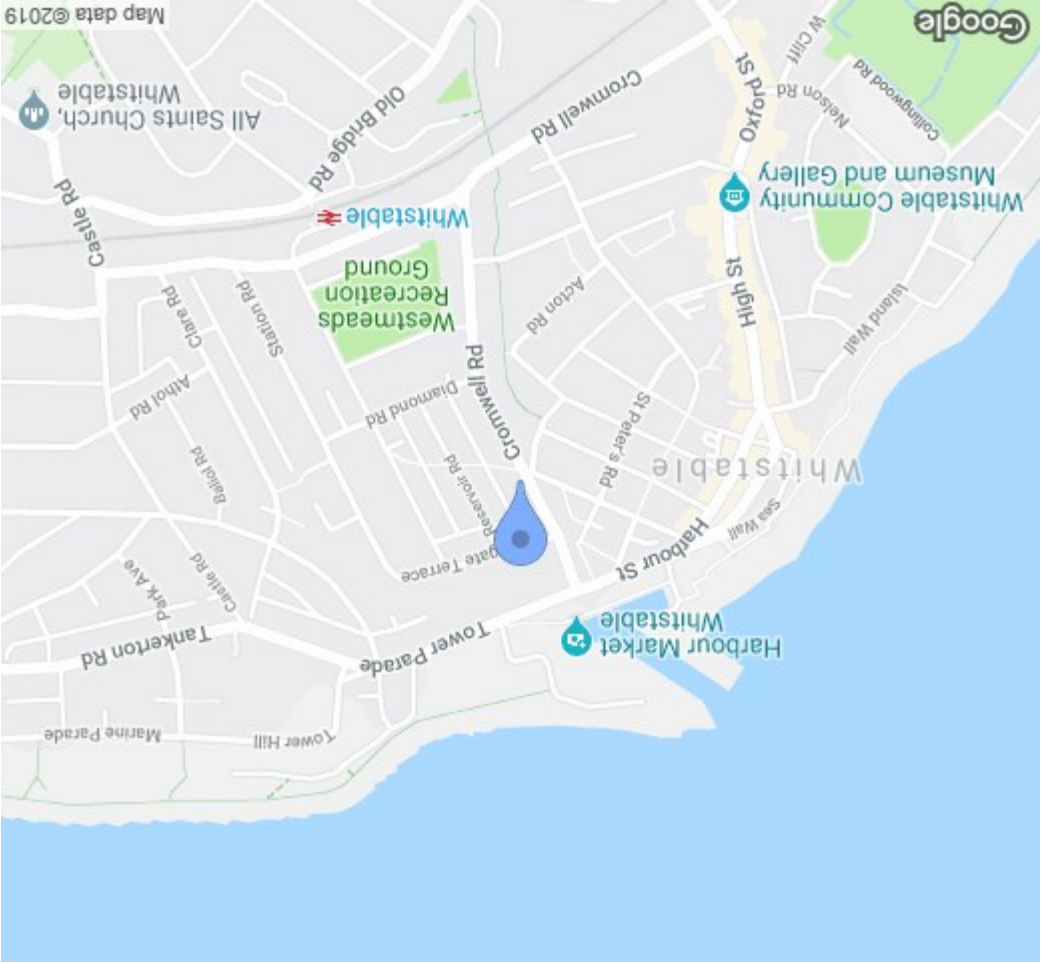 Tower Hill
Marine Parade
Harbour Market
Whitstable
Tower Parade
Tankerton Rd
Castle Rd
Park Ave
gate Terrace
Harbour St
Sea Wall
Reservoir Rd
Baliol Rd
Whitstable
St Peter's Rd
Cromwell Rd
Diamond Rd
Athol Rd
Island Wall
Acton Rd
Station Rd
Clare Rd
Westmeads
Recreation
Ground
High St
Whitstable
Castle Rd
Whitstable Community
Museum and Gallery
Old Bridge Rd
All Saints Church,
Whitstable
Nelson Rd
Collingwood Rd
Oxford St
Cromwell Rd
W Cliff
Google
Map data ©2019